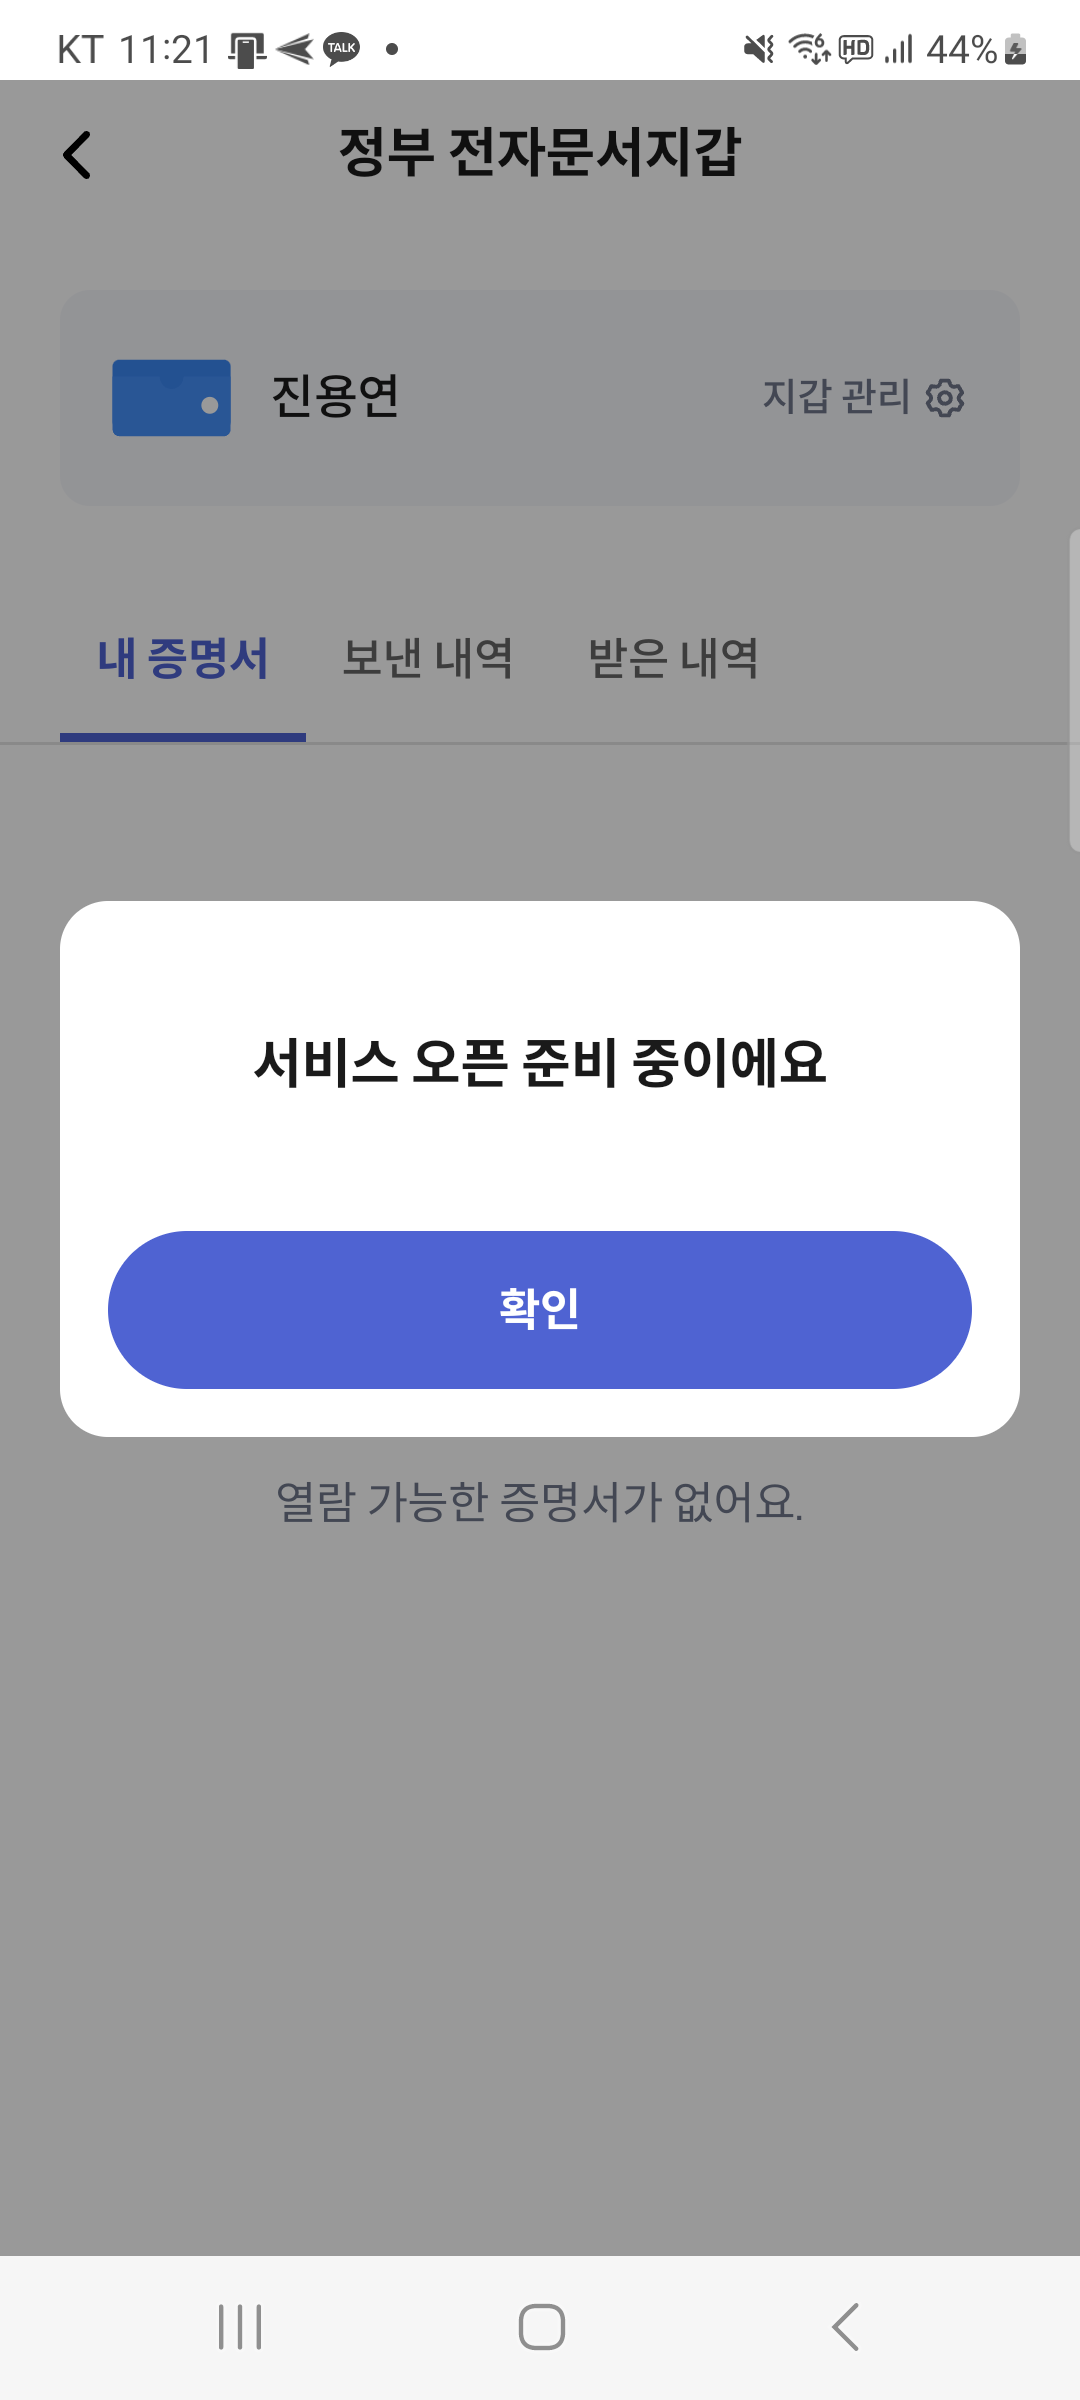 KT 11:21 TALK HD 44%
정부 전자문서지갑
진용연 지갑 관리
내 증명서 보낸 내역 받은 내역
서비스 오픈 준비 중이에요
확인
열람 가능한 증명서가 없어요.